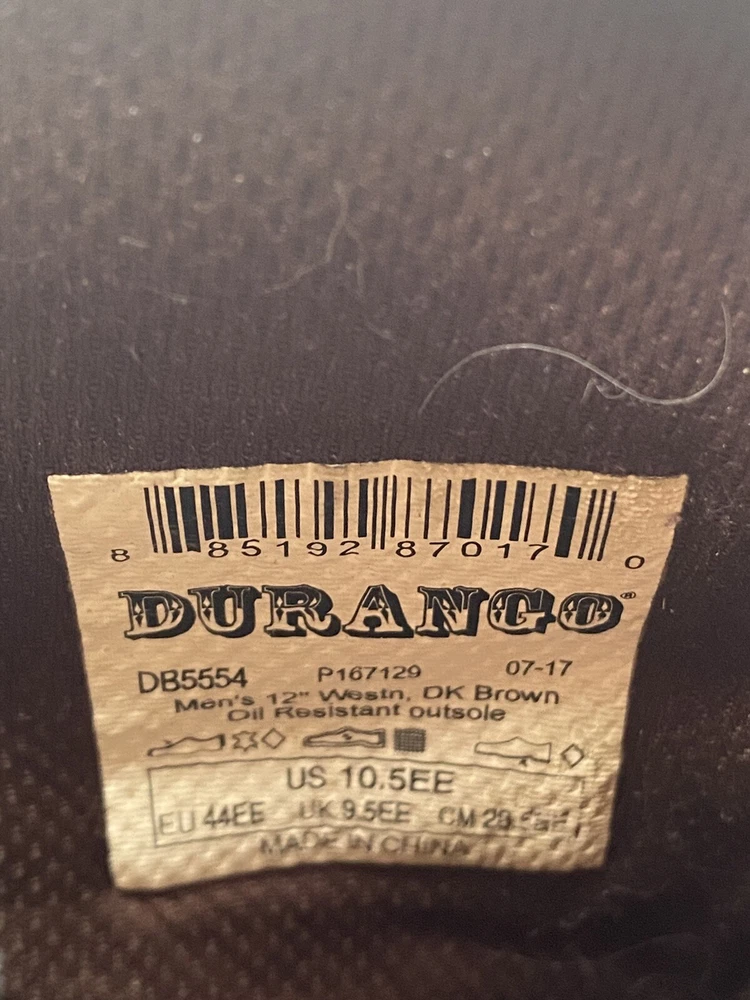 8 85192 87017 0
DURANGO®
DB5554 P167129 07-17
Men's 12" Westn, DK Brown
Oil Resistant outsole
US 10.5EE
EU 44EE UK 9.5EE CM
MADE IN CHINA